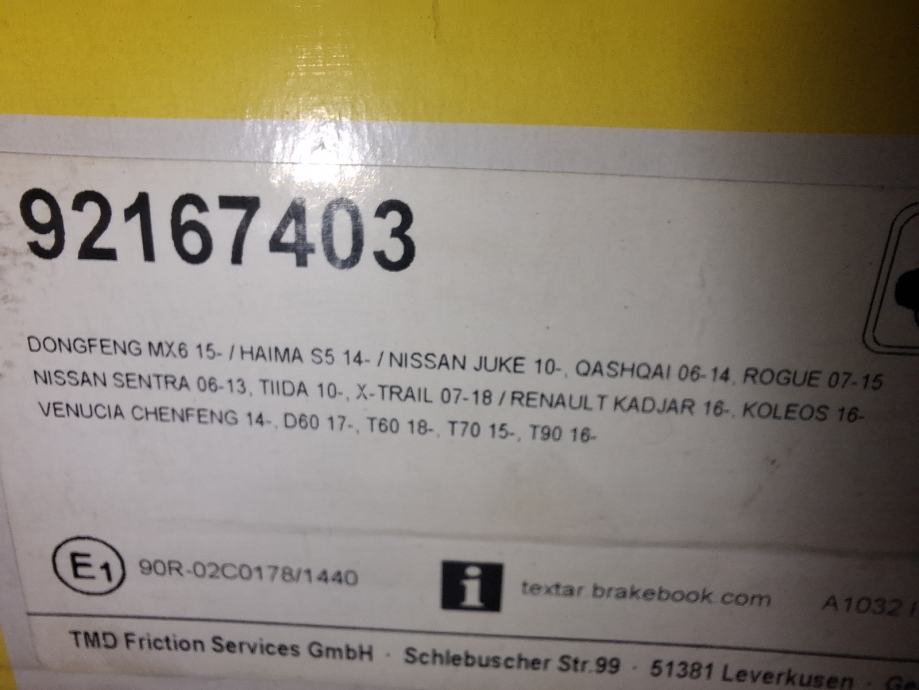 92167403
DONGFENG MX6 15- / HAIMA S5 14- / NISSAN JUKE 10-, QASHQAI 06-14, ROGUE 07-15
NISSAN SENTRA 06-13, TIIDA 10-, X-TRAIL 07-18 / RENAULT KADJAR 16-, KOLEOS 16-
VENUCIA CHENFENG 14-, D60 17-, T60 18-, T70 15-, T90 16-
E1 90R-02C0178/1440 i textar brakebook.com A1032
TMD Friction Services GmbH · Schlebuscher Str.99 · 51381 Leverkusen ·